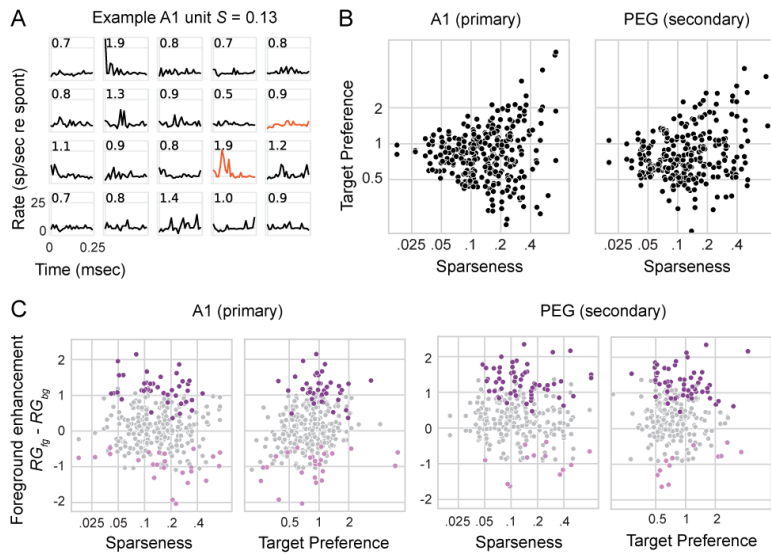 A
Example A1 unit S = 0.13
0.7 1.9 0.8 0.7 0.8
0.8 1.3 0.9 0.5 0.9
1.1 0.9 0.8 1.9 1.2
0.7 0.8 1.4 1.0 0.9
Rate (sp/sec re spont)
25
0
0 0.25
Time (msec)
B
A1 (primary) PEG (secondary)
Target Preference
2
1
0.5
.025 .05 .1 .2 .4 .025 .05 .1 .2 .4
Sparseness Sparseness
C
A1 (primary) PEG (secondary)
Foreground enhancement
RGfg - RGbg
2 2
1 1
0 0
-1 -1
-2 -2
.025 .05 .1 .2 .4 0.5 1 2 .025 .05 .1 .2 .4 0.5 1 2
Sparseness Target Preference Sparseness Target Preference